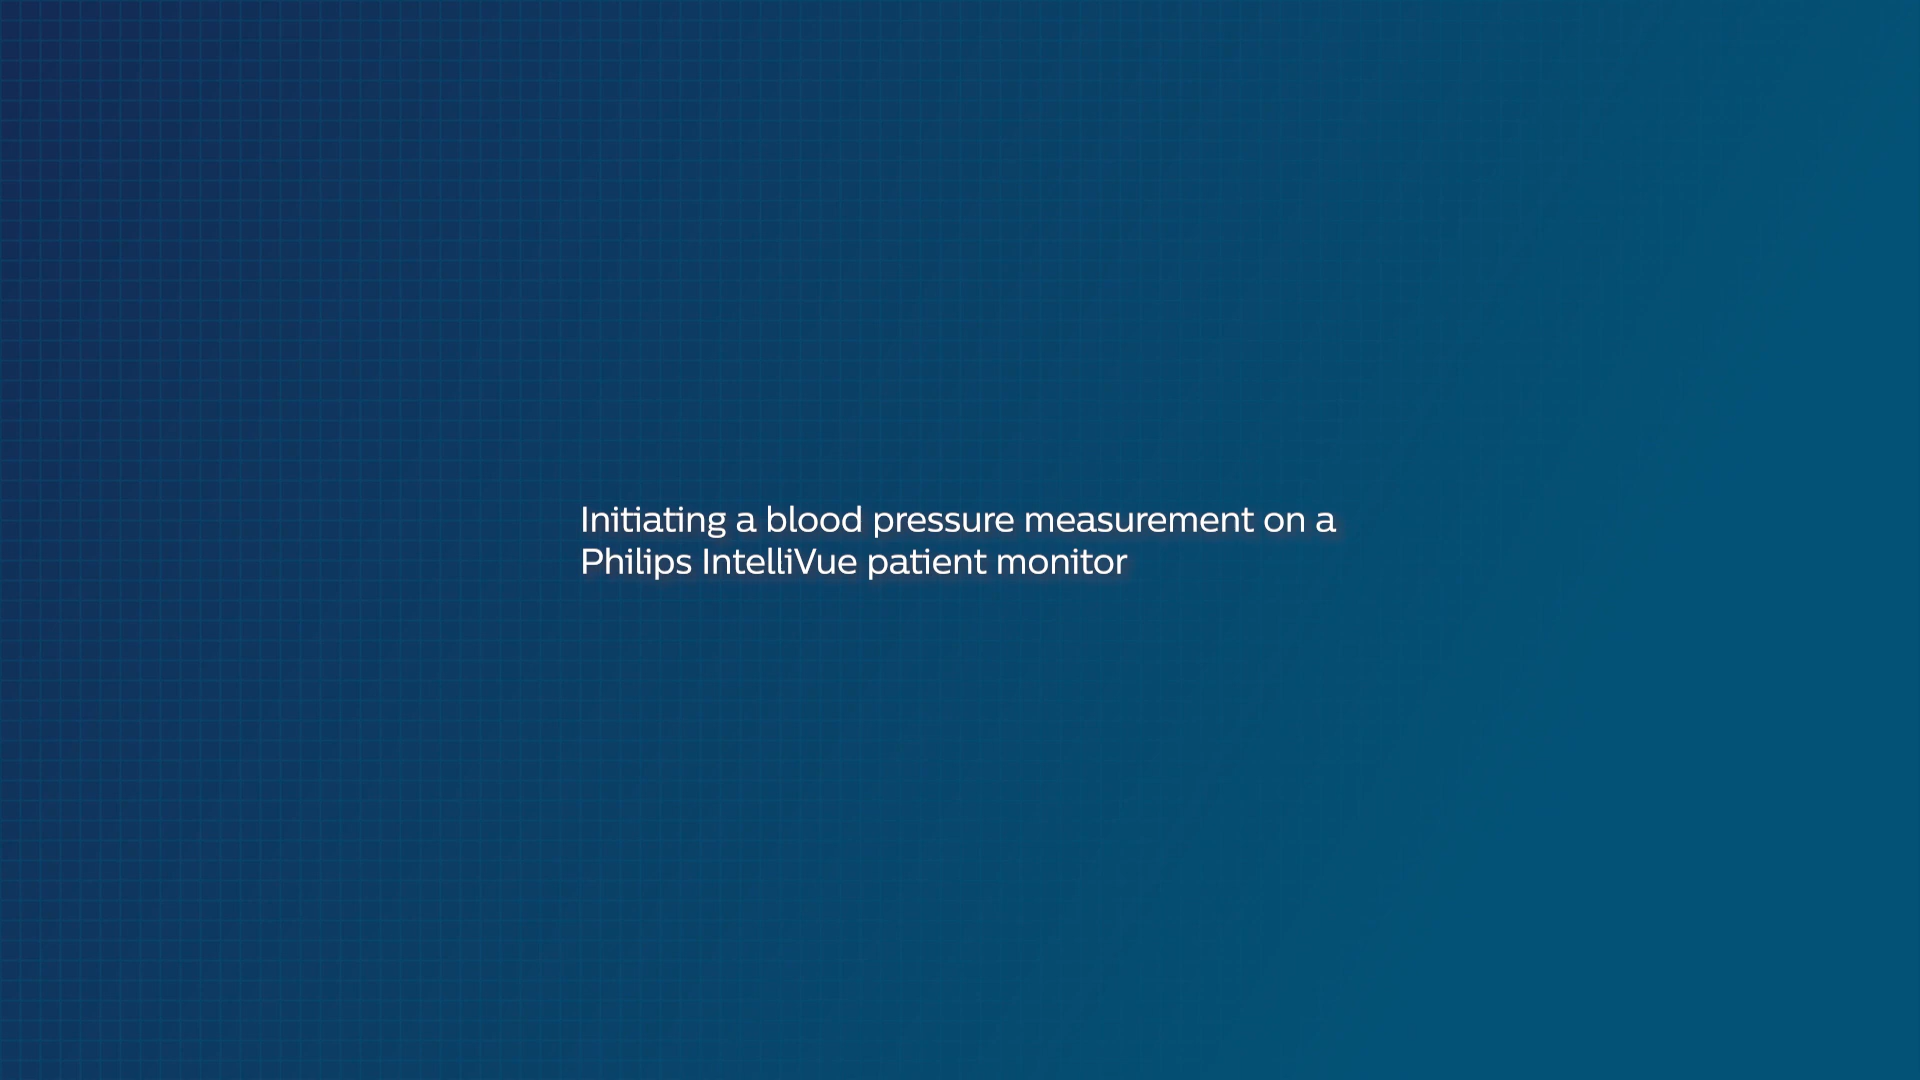 Initiating a blood pressure measurement on a
Philips IntelliVue patient monitor